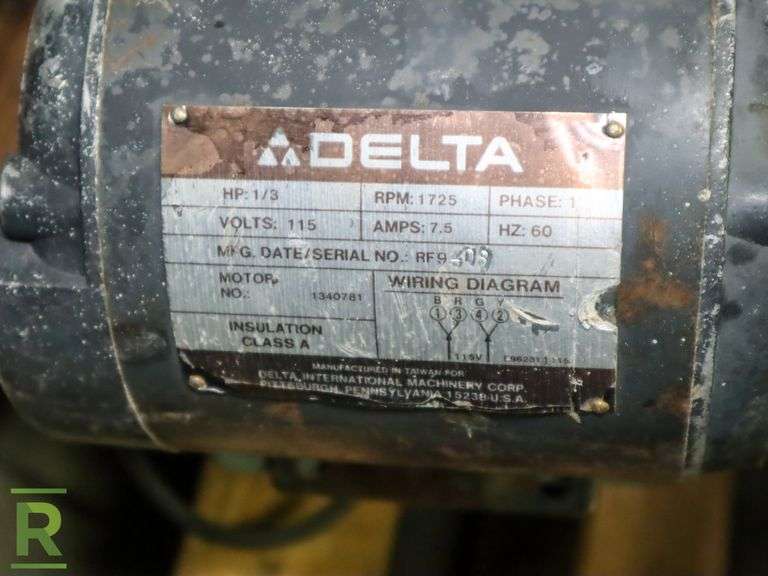 DELTA
HP: 1/3 RPM: 1725 PHASE: 1
VOLTS: 115 AMPS: 7.5 HZ: 60
MFG. DATE/SERIAL NO.: RF9
MOTOR NO.: 1340781
WIRING DIAGRAM
B R G Y
1 3 4 2
115V
INSULATION
CLASS A
MANUFACTURED IN TAIWAN FOR
DELTA INTERNATIONAL MACHINERY CORP.
PITTSBURGH, PENNSYLVANIA 15238 U.S.A.
R